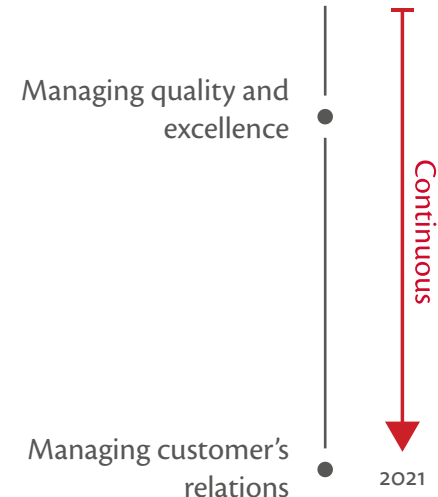 Managing quality and
excellence
Continuous
Managing customer’s
relations
2021